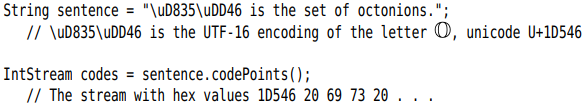 String sentence = "\uD835\uDD46 is the set of octonions.";
// \uD835\uDD46 is the UTF-16 encoding of the letter 𝕆, unicode U+1D546
IntStream codes = sentence.codePoints();
// The stream with hex values 1D546 20 69 73 20 . . .